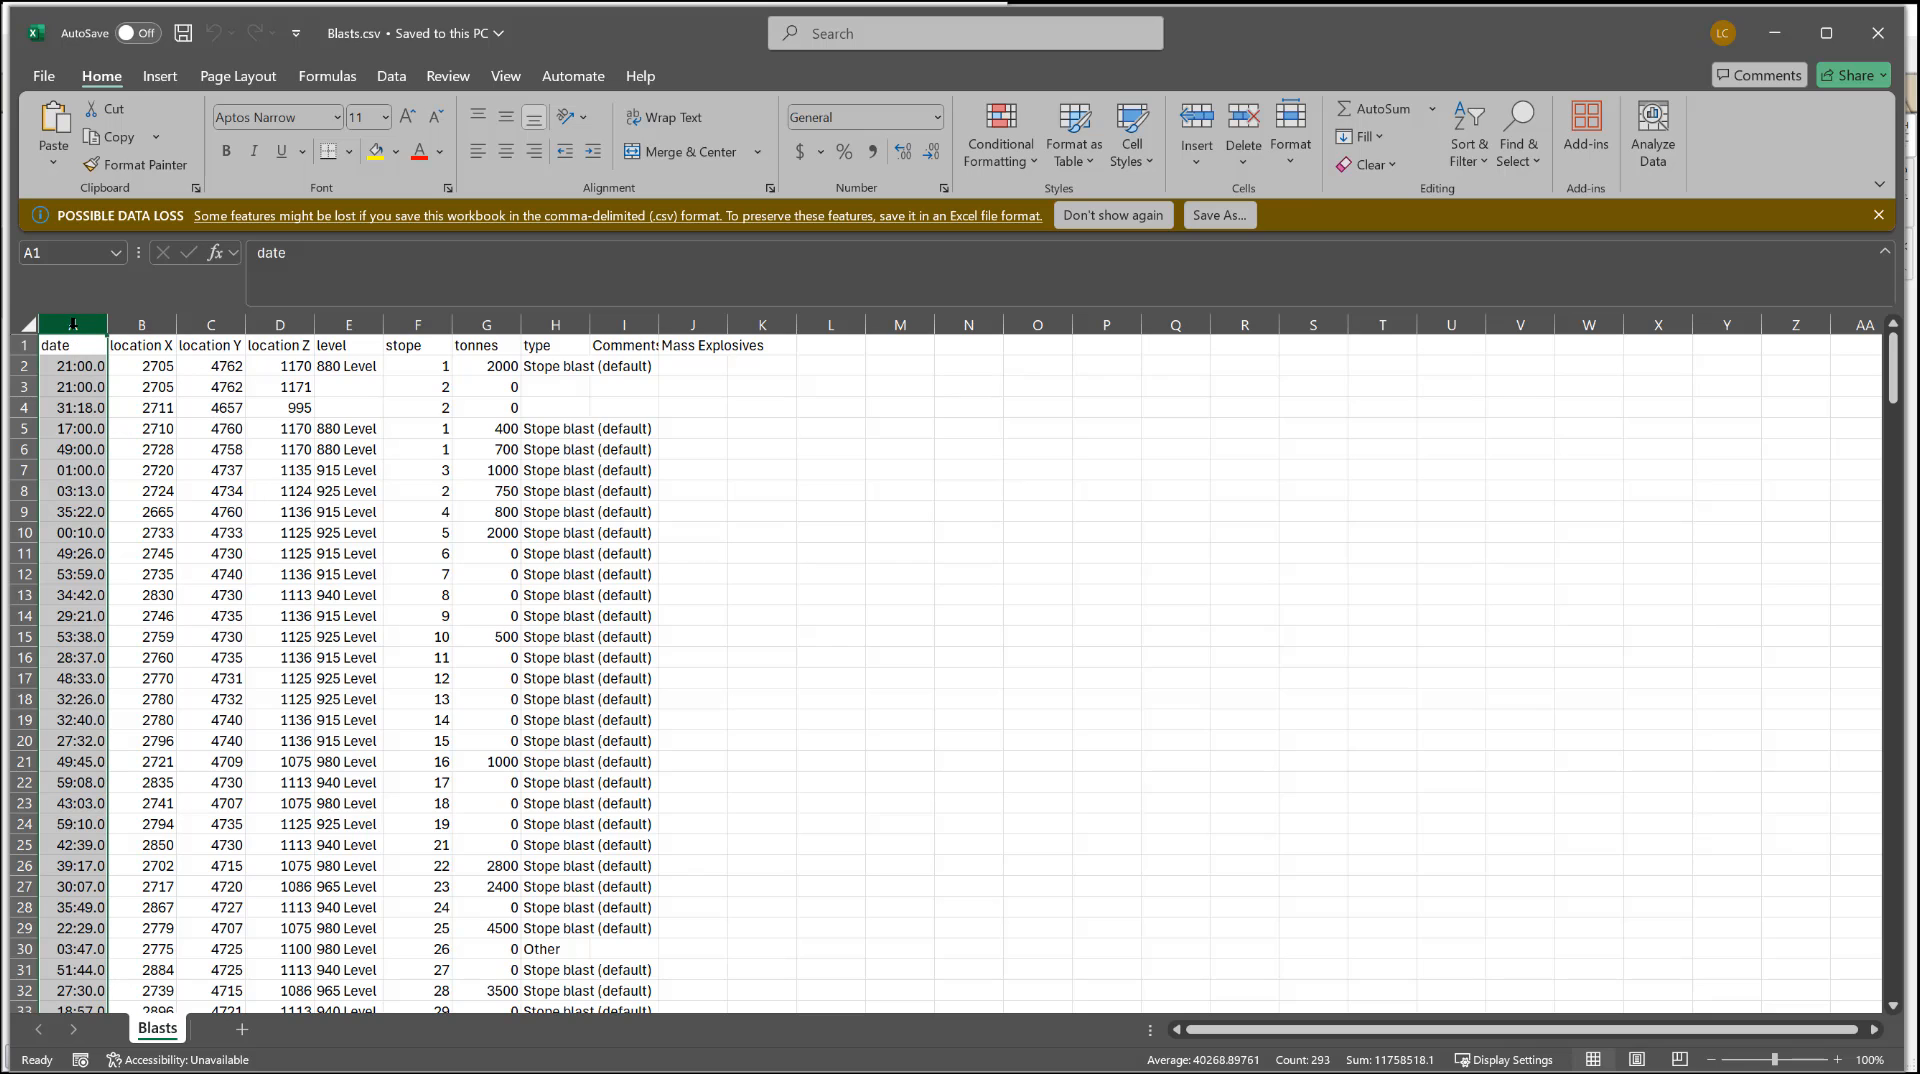 AutoSave Off Blasts.csv • Saved to this PC Search LC
File Home Insert Page Layout Formulas Data Review View Automate Help Comments Share
Paste Cut Copy Format Painter Clipboard
Aptos Narrow 11 B I U A Font
Wrap Text Merge & Center Alignment
General $ % Number
Conditional Formatting Format as Table Cell Styles Styles
Insert Delete Format Cells
AutoSum Fill Clear Sort & Filter Find & Select Editing
Add-ins Add-ins
Analyze Data
POSSIBLE DATA LOSS Some features might be lost if you save this workbook in the comma-delimited (.csv) format. To preserve these features, save it in an Excel file format. Don't show again Save As...
A1 fx date
B C D E F G H I J K L M N O P Q R S T U V W X Y Z AA
1 date location X location Y location Z level stope tonnes type Comments Mass Explosives
2 21:00.0 2705 4762 1170 880 Level 1 2000 Stope blast (default)
3 21:00.0 2705 4762 1171 2 0
4 31:18.0 2711 4657 995 2 0
5 17:00.0 2710 4760 1170 880 Level 1 400 Stope blast (default)
6 49:00.0 2728 4758 1170 880 Level 1 700 Stope blast (default)
7 01:00.0 2720 4737 1135 915 Level 3 1000 Stope blast (default)
8 03:13.0 2724 4734 1124 925 Level 2 750 Stope blast (default)
9 35:22.0 2665 4760 1136 915 Level 4 800 Stope blast (default)
10 00:10.0 2733 4733 1125 925 Level 5 2000 Stope blast (default)
11 49:26.0 2745 4730 1125 915 Level 6 0 Stope blast (default)
12 53:59.0 2735 4740 1136 915 Level 7 0 Stope blast (default)
13 34:42.0 2830 4730 1113 940 Level 8 0 Stope blast (default)
14 29:21.0 2746 4735 1136 915 Level 9 0 Stope blast (default)
15 53:38.0 2759 4730 1125 925 Level 10 500 Stope blast (default)
16 28:37.0 2760 4735 1136 915 Level 11 0 Stope blast (default)
17 48:33.0 2770 4731 1125 925 Level 12 0 Stope blast (default)
18 32:26.0 2780 4732 1125 925 Level 13 0 Stope blast (default)
19 32:40.0 2780 4740 1136 915 Level 14 0 Stope blast (default)
20 27:32.0 2796 4740 1136 915 Level 15 0 Stope blast (default)
21 49:45.0 2721 4709 1075 980 Level 16 1000 Stope blast (default)
22 59:08.0 2835 4730 1113 940 Level 17 0 Stope blast (default)
23 43:03.0 2741 4707 1075 980 Level 18 0 Stope blast (default)
24 59:10.0 2794 4735 1125 925 Level 19 0 Stope blast (default)
25 42:39.0 2850 4730 1113 940 Level 21 0 Stope blast (default)
26 39:17.0 2702 4715 1075 980 Level 22 2800 Stope blast (default)
27 30:07.0 2717 4720 1086 965 Level 23 2400 Stope blast (default)
28 35:49.0 2867 4727 1113 940 Level 24 0 Stope blast (default)
29 22:29.0 2779 4707 1075 980 Level 25 4500 Stope blast (default)
30 03:47.0 2775 4725 1100 980 Level 26 0 Other
31 51:44.0 2884 4725 1113 940 Level 27 0 Stope blast (default)
32 27:30.0 2739 4715 1086 965 Level 28 3500 Stope blast (default)
33 18:57.0 2896 4721 1113 940 Level 29 0 Stope blast (default)
Blasts
Ready Accessibility: Unavailable Average: 40268.89761 Count: 293 Sum: 11758518.1 Display Settings 100%